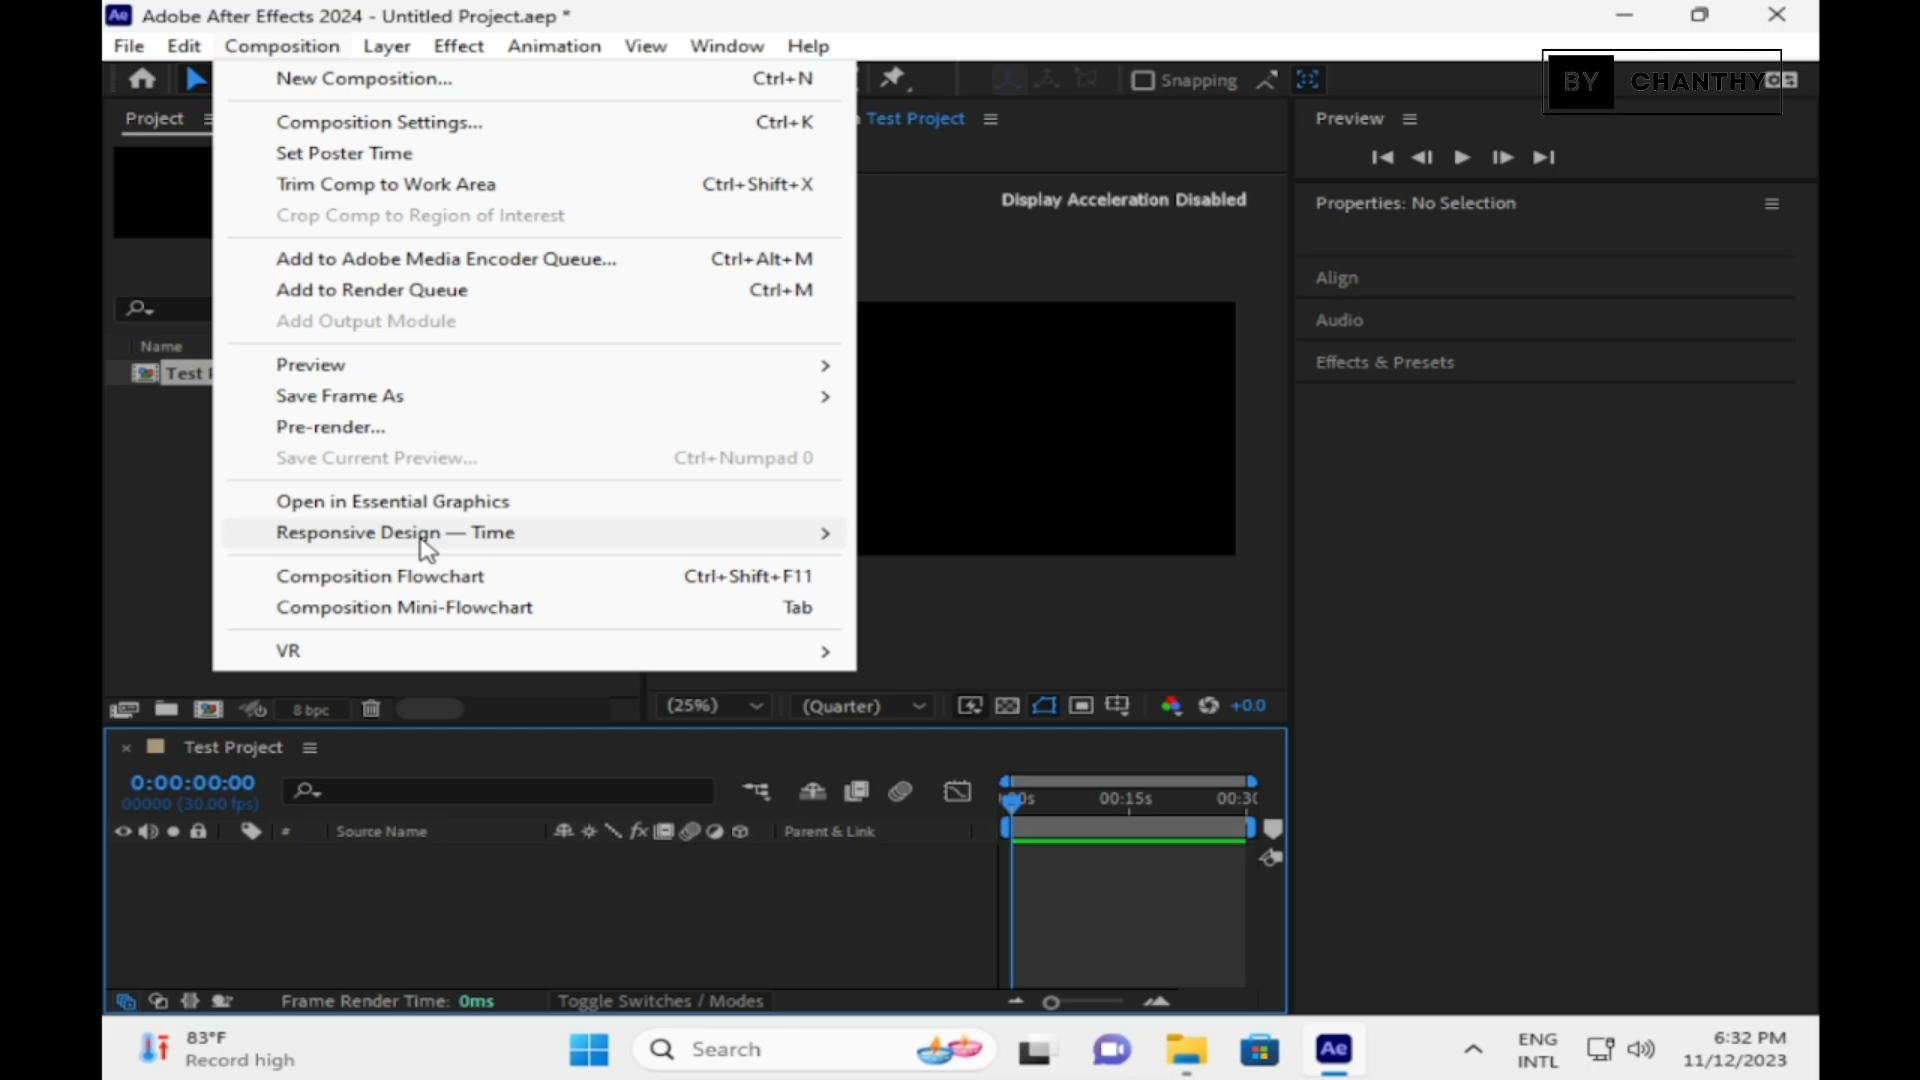 Ae Adobe After Effects 2024 - Untitled Project.aep *
File Edit Composition Layer Effect Animation View Window Help
BY CHANTHY
New Composition... Ctrl+N
Snapping
Project
Composition Settings... Ctrl+K
Test Project
Preview
Set Poster Time
Trim Comp to Work Area Ctrl+Shift+X
Display Acceleration Disabled
Properties: No Selection
Crop Comp to Region of Interest
Add to Adobe Media Encoder Queue... Ctrl+Alt+M
Align
Add to Render Queue Ctrl+M
Add Output Module
Audio
Name
Preview
Effects & Presets
Test
Save Frame As
Pre-render...
Save Current Preview... Ctrl+Numpad 0
Open in Essential Graphics
Responsive Design — Time
Composition Flowchart Ctrl+Shift+F11
Composition Mini-Flowchart Tab
VR
8 bpc (25%) (Quarter) +0.0
Test Project
0:00:00:00
00000 (30.00 fps)
00:15s
# Source Name fx Parent & Link
Frame Render Time: 0ms Toggle Switches / Modes
83°F
Record high
Search
Ae
ENG
INTL
6:32 PM
11/12/2023